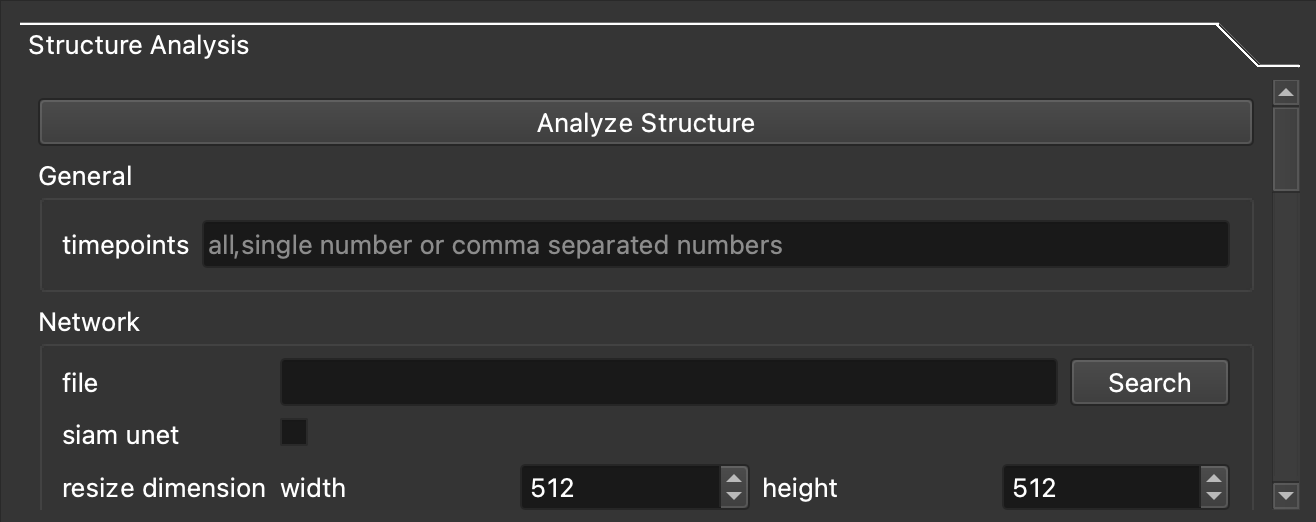 Structure Analysis
Analyze Structure
General
timepoints all,single number or comma separated numbers
Network
file Search
siam unet
resize dimension width 512 height 512